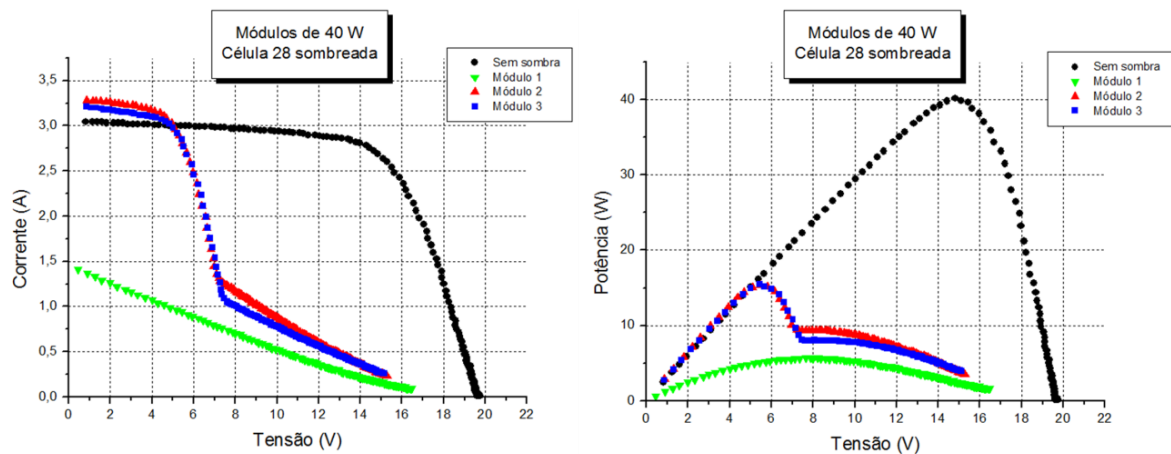 Módulos de 40 W
Célula 28 sombreada
Sem sombra
Módulo 1
Módulo 2
Módulo 3
3,5
3,0
2,5
2,0
1,5
1,0
0,5
0,0
Corrente (A)
0 2 4 6 8 10 12 14 16 18 20 22
Tensão (V)
Módulos de 40 W
Célula 28 sombreada
Sem sombra
Módulo 1
Módulo 2
Módulo 3
40
30
20
10
0
Potência (W)
0 2 4 6 8 10 12 14 16 18 20 22
Tensão (V)